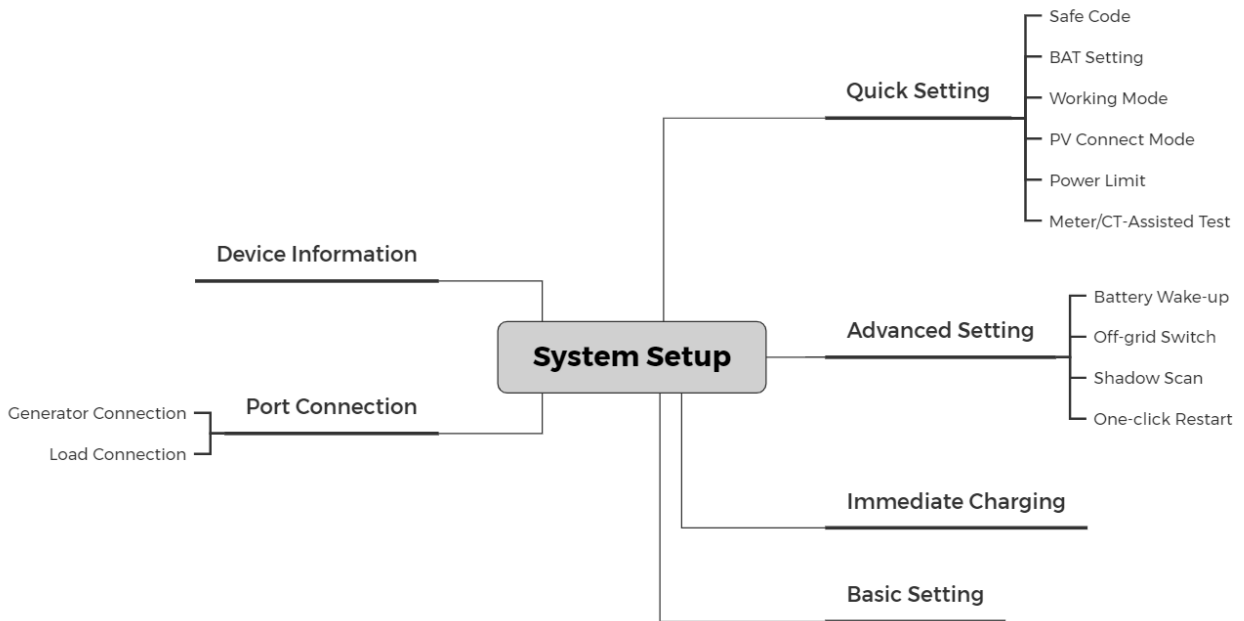 Safe Code
BAT Setting
Quick Setting
Working Mode
PV Connect Mode
Power Limit
Meter/CT-Assisted Test
Device Information
Battery Wake-up
System Setup
Advanced Setting
Off-grid Switch
Shadow Scan
One-click Restart
Port Connection
Generator Connection
Load Connection
Immediate Charging
Basic Setting